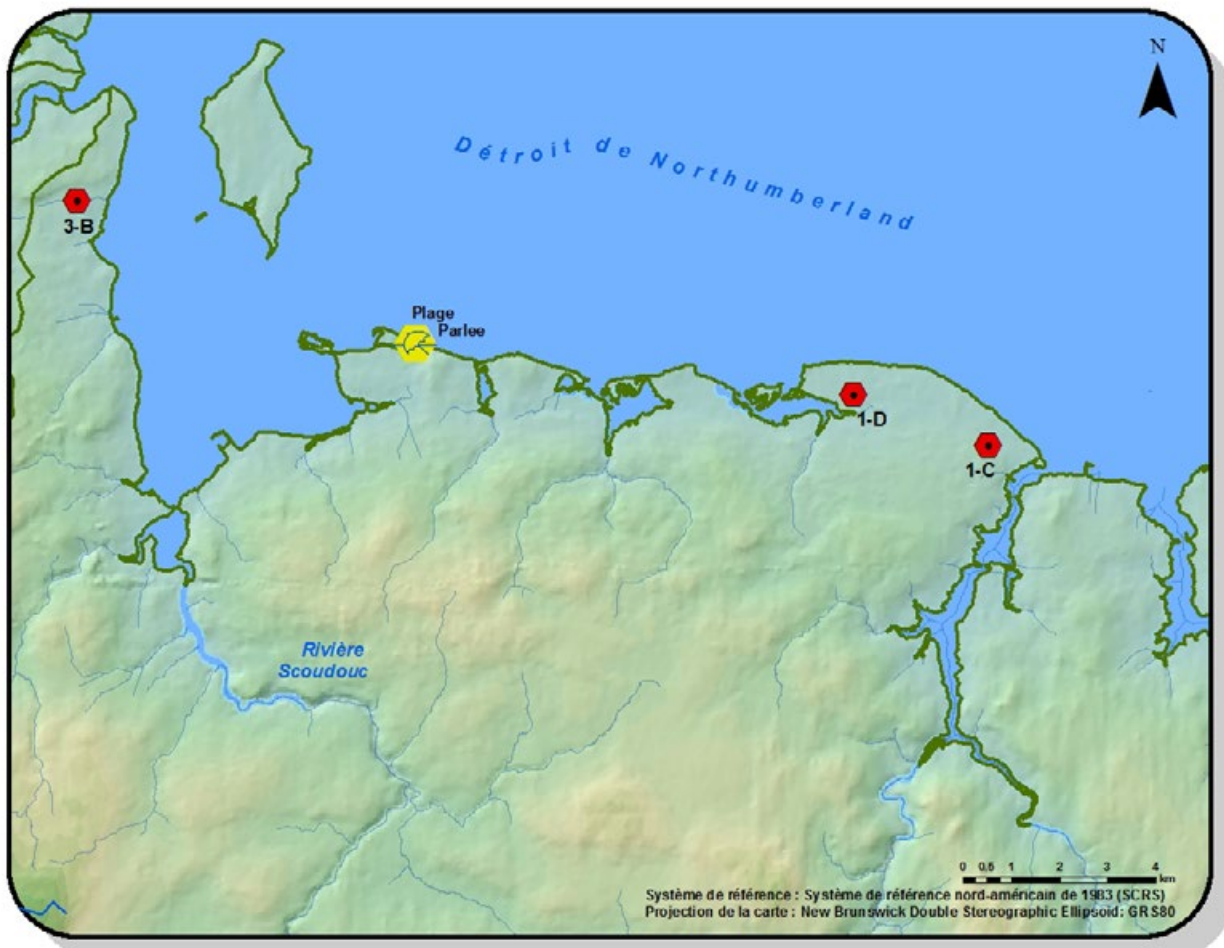 N
Détroit de Northumberland
3-B
Plage
Parlee
1-D
1-C
Rivière
Scoudouc
0 0,5 1 2 3 4
km
Système de référence : Système de référence nord-américain de 1983 (SCRS)
Projection de la carte : New Brunswick Double Stereographic Ellipsoid: GRS80